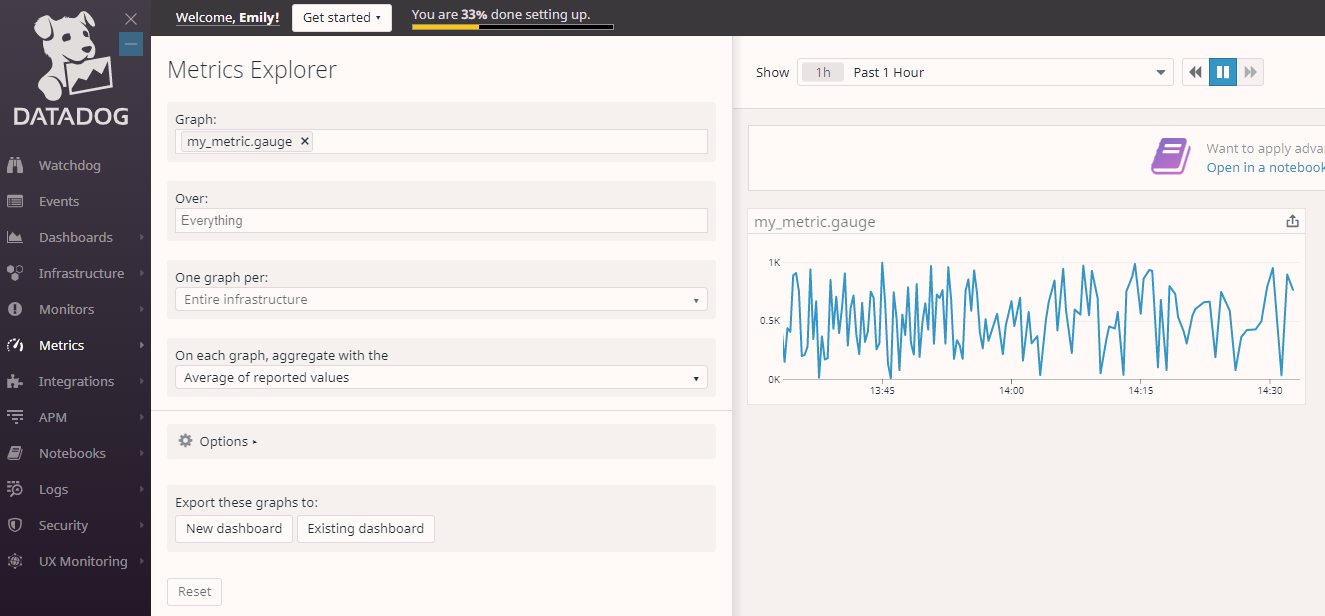 DATADOG
Watchdog
Events
Dashboards
Infrastructure
Monitors
Metrics
Integrations
APM
Notebooks
Logs
Security
UX Monitoring
Welcome, Emily!
Get started
You are 33% done setting up.
Metrics Explorer
Graph:
my_metric.gauge
Over:
Everything
One graph per:
Entire infrastructure
On each graph, aggregate with the
Average of reported values
Options
Export these graphs to:
New dashboard Existing dashboard
Reset
Show 1h Past 1 Hour
Want to apply adva
Open in a notebook
my_metric.gauge
1K
0.5K
0K
13:45 14:00 14:15 14:30